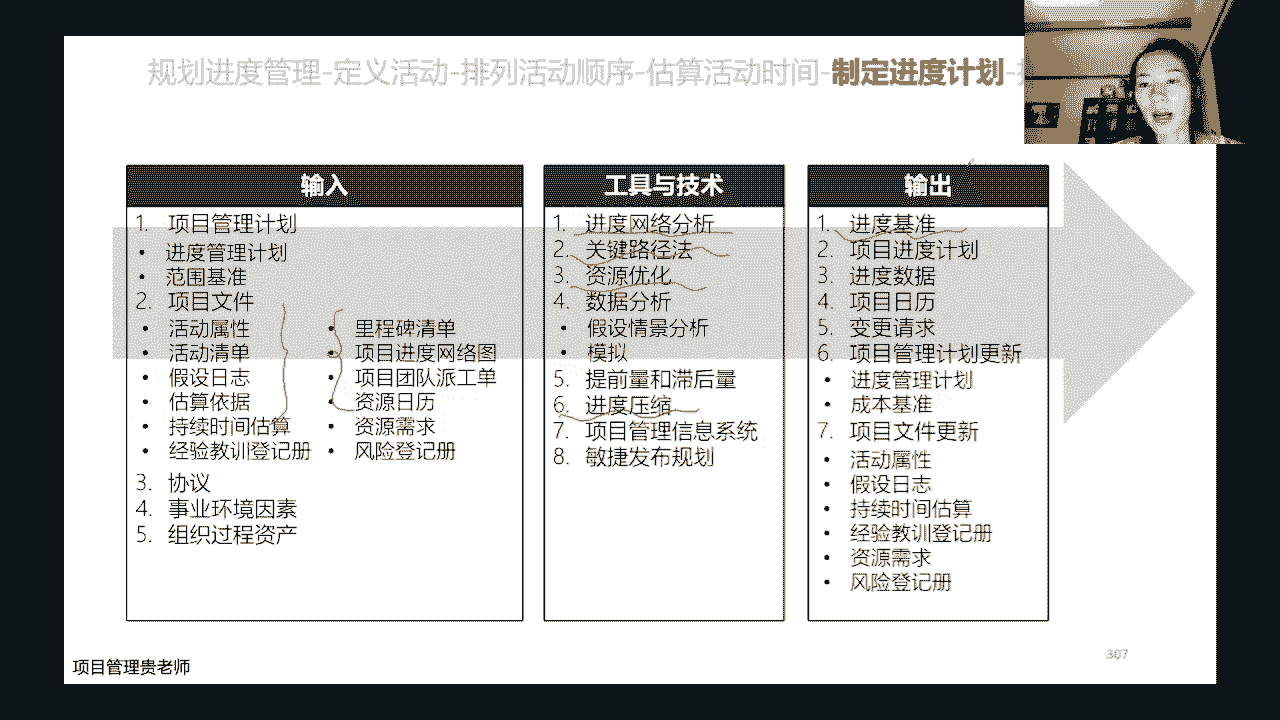 规划进度管理-定义活动-排列活动顺序-估算活动时间-制定进度计划-
输入
1. 项目管理计划
• 进度管理计划
• 范围基准
2. 项目文件
• 活动属性
• 活动清单
• 假设日志
• 估算依据
• 持续时间估算
• 经验教训登记册
• 里程碑清单
• 项目进度网络图
• 项目团队派工单
• 资源日历
• 资源需求
• 风险登记册
3. 协议
4. 事业环境因素
5. 组织过程资产
工具与技术
1. 进度网络分析
2. 关键路径法
3. 资源优化
4. 数据分析
• 假设情景分析
• 模拟
5. 提前量和滞后量
6. 进度压缩
7. 项目管理信息系统
8. 敏捷发布规划
输出
1. 进度基准
2. 项目进度计划
3. 进度数据
4. 项目日历
5. 变更请求
6. 项目管理计划更新
• 进度管理计划
• 成本基准
7. 项目文件更新
• 活动属性
• 假设日志
• 持续时间估算
• 经验教训登记册
• 资源需求
• 风险登记册
项目管理贵老师
307